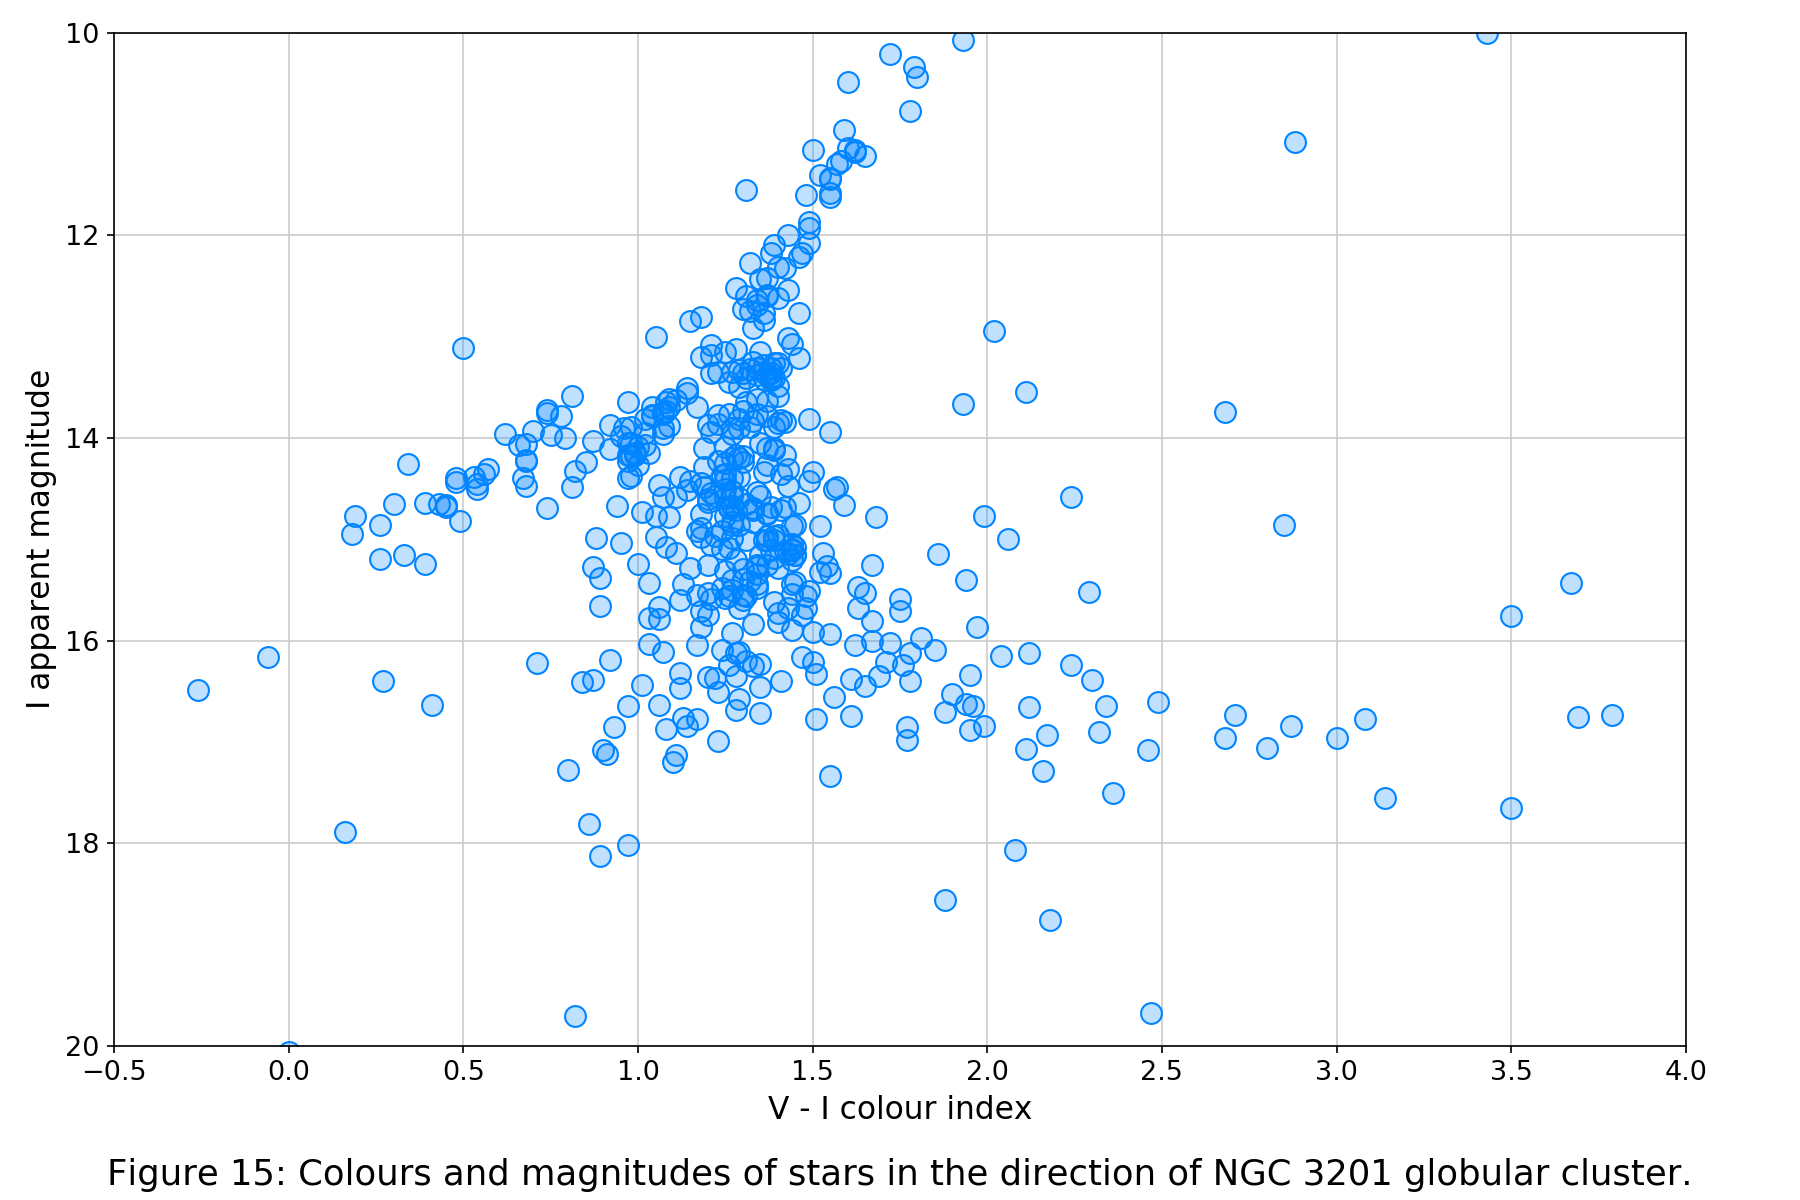 10
12
14
16
18
20
I apparent magnitude
−0.5 0.0 0.5 1.0 1.5 2.0 2.5 3.0 3.5 4.0
V - I colour index
Figure 15: Colours and magnitudes of stars in the direction of NGC 3201 globular cluster.